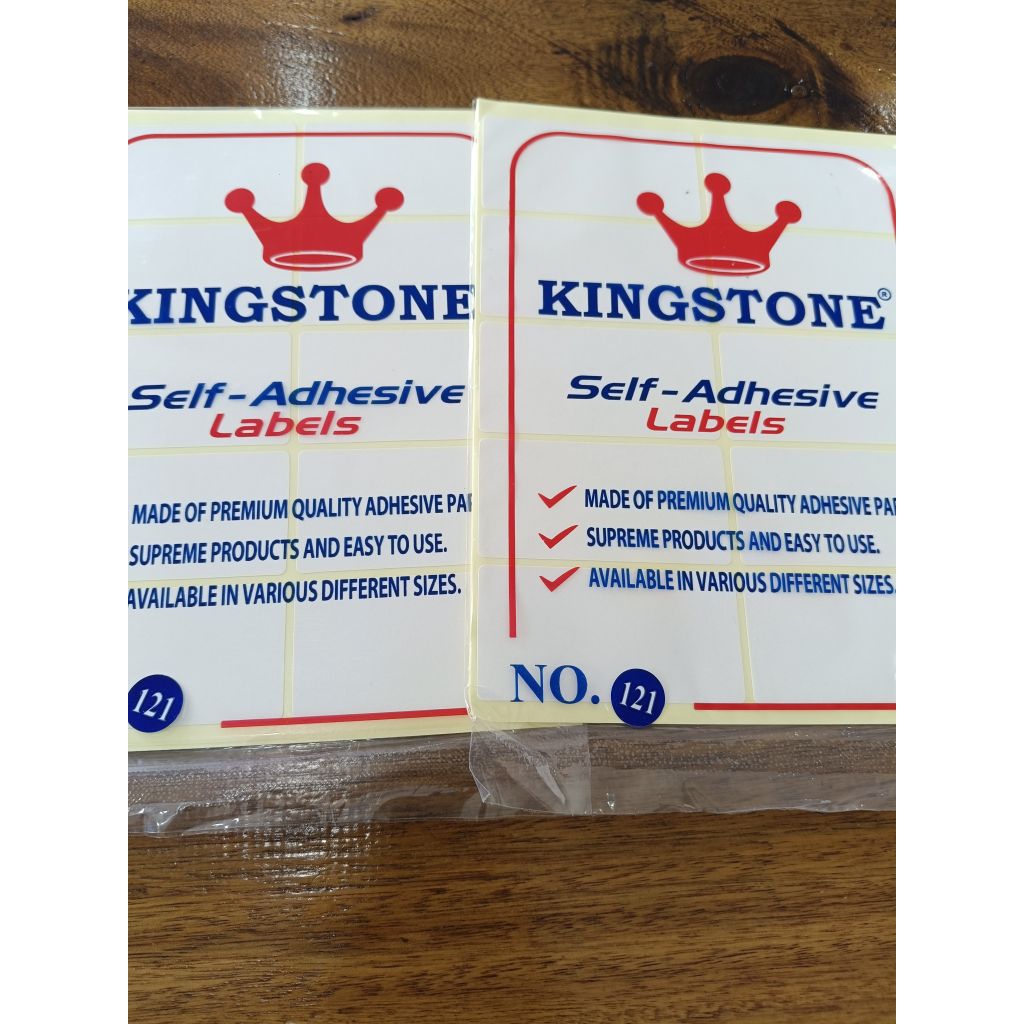 KINGSTONE
Self-Adhesive
Labels
MADE OF PREMIUM QUALITY ADHESIVE PA
SUPREME PRODUCTS AND EASY TO USE.
AVAILABLE IN VARIOUS DIFFERENT SIZES.
121
KINGSTONE®
Self-Adhesive
Labels
MADE OF PREMIUM QUALITY ADHESIVE PA
SUPREME PRODUCTS AND EASY TO USE.
AVAILABLE IN VARIOUS DIFFERENT SIZES.
NO. 121